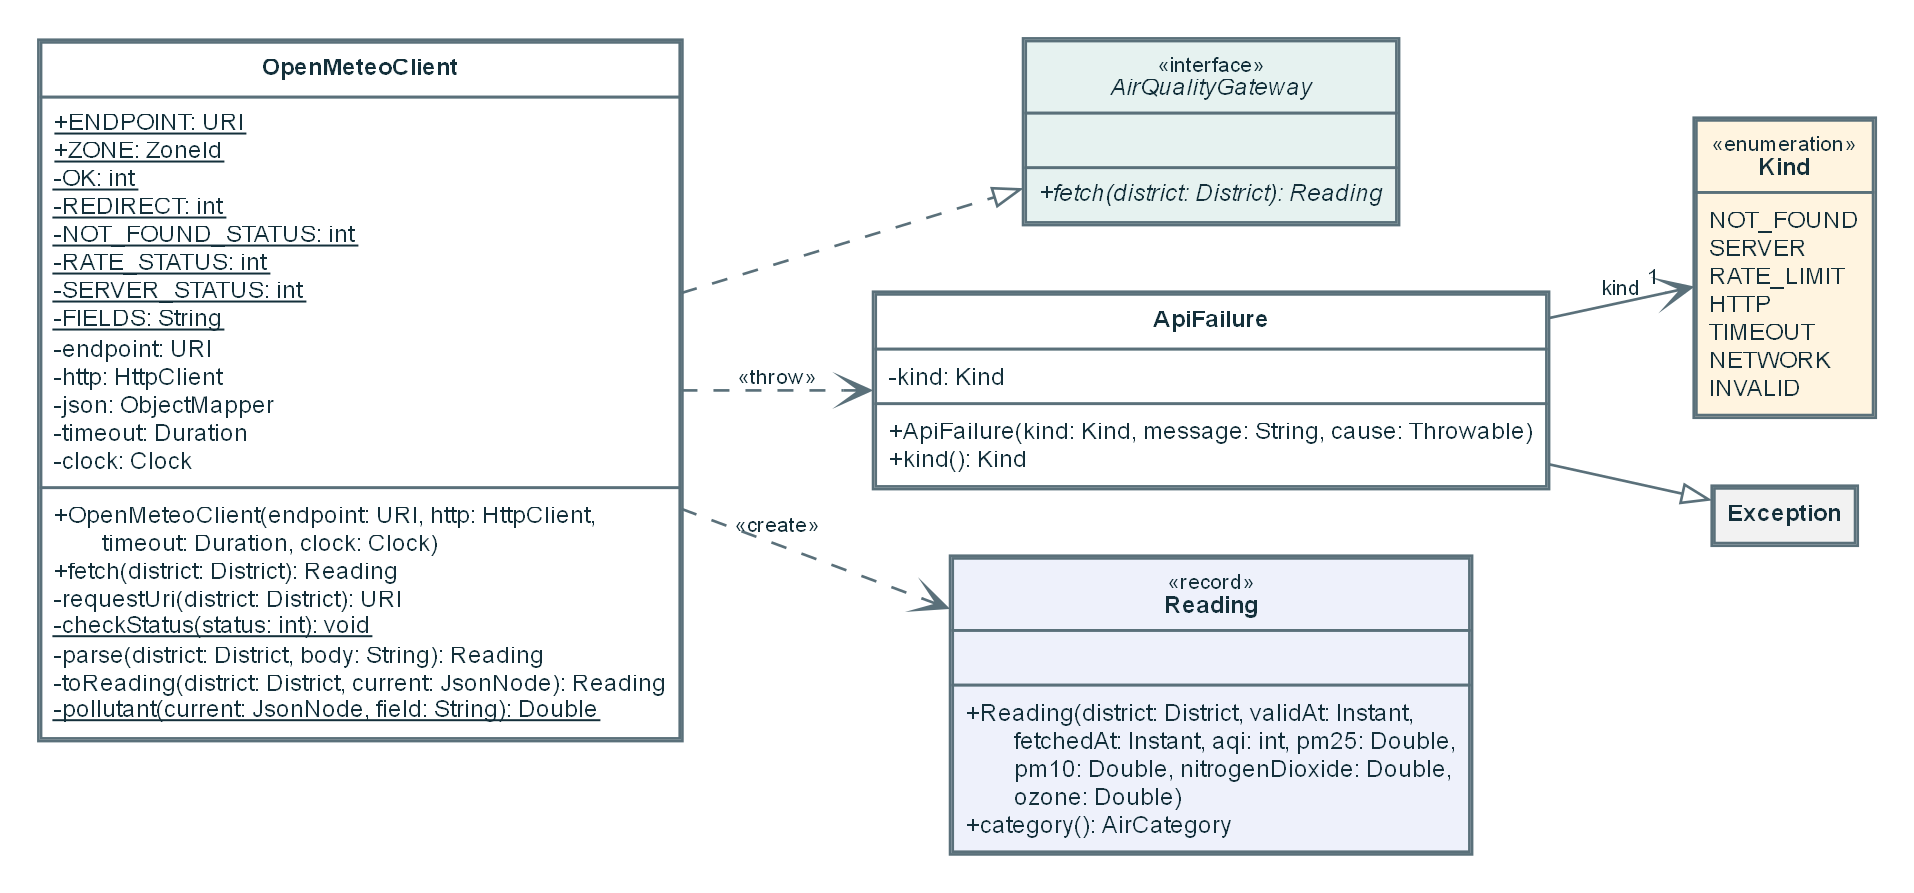 OpenMeteoClient
+ENDPOINT: URI
+ZONE: ZoneId
-OK: int
-REDIRECT: int
-NOT_FOUND_STATUS: int
-RATE_STATUS: int
-SERVER_STATUS: int
-FIELDS: String
-endpoint: URI
-http: HttpClient
-json: ObjectMapper
-timeout: Duration
-clock: Clock
+OpenMeteoClient(endpoint: URI, http: HttpClient,
timeout: Duration, clock: Clock)
+fetch(district: District): Reading
-requestUri(district: District): URI
-checkStatus(status: int): void
-parse(district: District, body: String): Reading
-toReading(district: District, current: JsonNode): Reading
-pollutant(current: JsonNode, field: String): Double
«interface»
AirQualityGateway
+fetch(district: District): Reading
«throw»
ApiFailure
-kind: Kind
+ApiFailure(kind: Kind, message: String, cause: Throwable)
+kind(): Kind
kind 1
«enumeration»
Kind
NOT_FOUND
SERVER
RATE_LIMIT
HTTP
TIMEOUT
NETWORK
INVALID
Exception
«create»
«record»
Reading
+Reading(district: District, validAt: Instant,
fetchedAt: Instant, aqi: int, pm25: Double,
pm10: Double, nitrogenDioxide: Double,
ozone: Double)
+category(): AirCategory